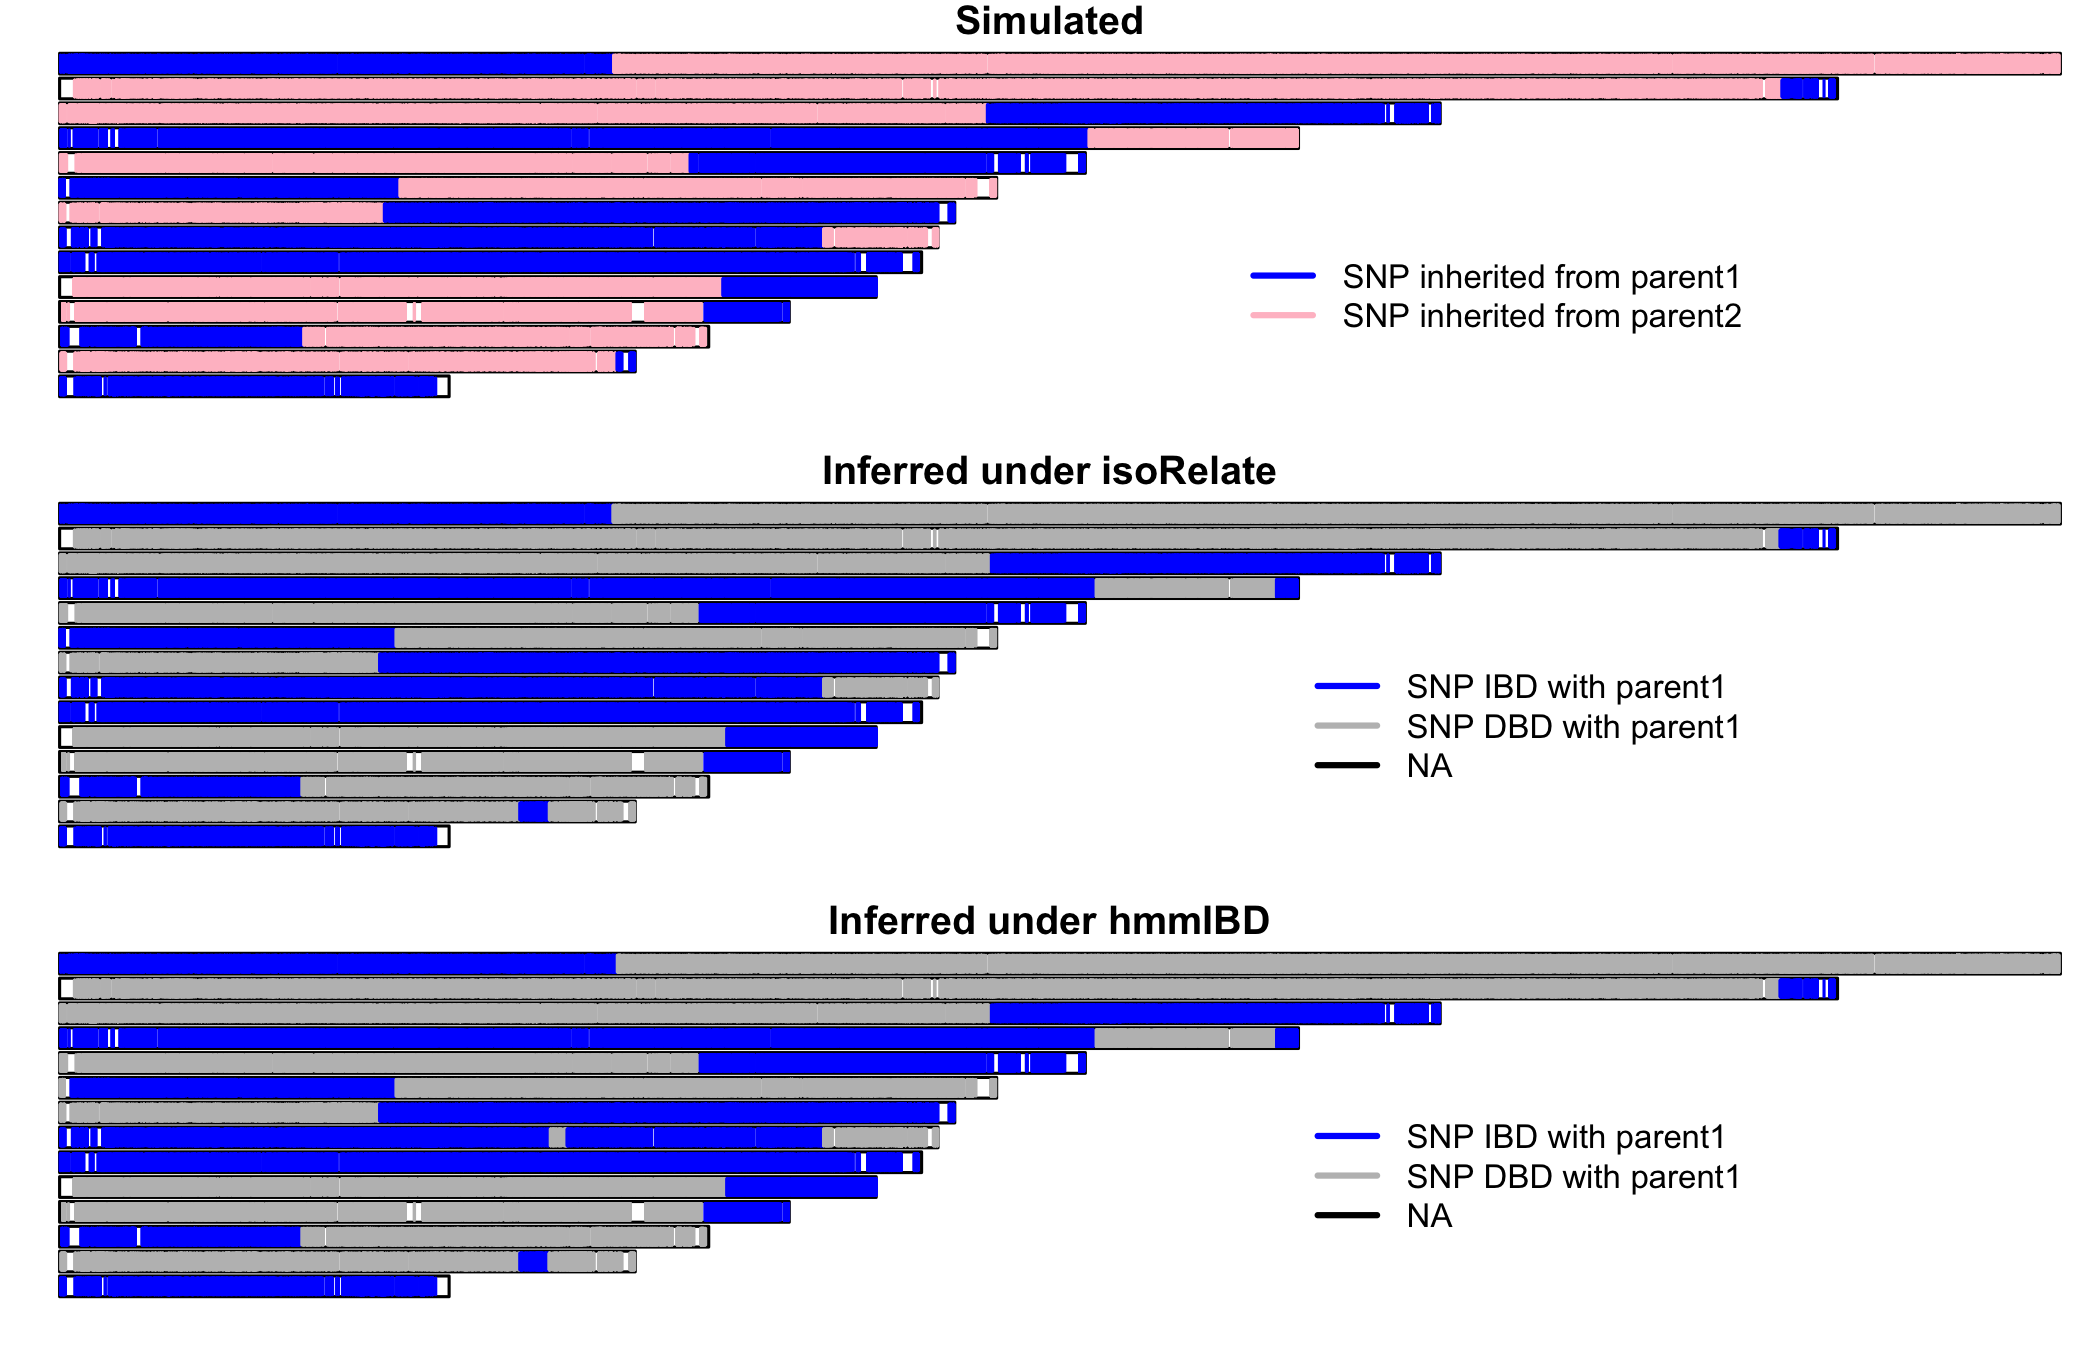 Simulated
SNP inherited from parent1
SNP inherited from parent2
Inferred under isoRelate
SNP IBD with parent1
SNP DBD with parent1
NA
Inferred under hmmIBD
SNP IBD with parent1
SNP DBD with parent1
NA